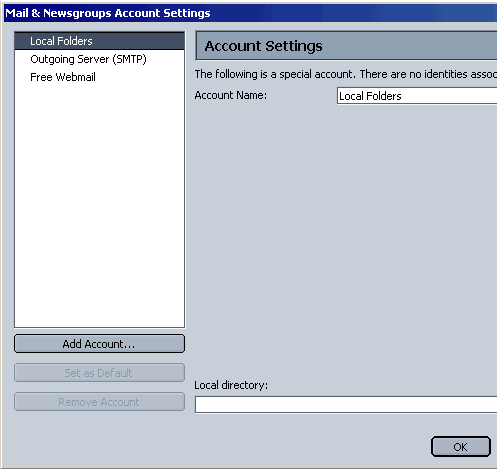 Mail & Newsgroups Account Settings
Local Folders
Outgoing Server (SMTP)
Free Webmail
Add Account...
Set as Default
Remove Account
Account Settings
The following is a special account. There are no identities
Account Name: Local Folders
Local directory:
OK